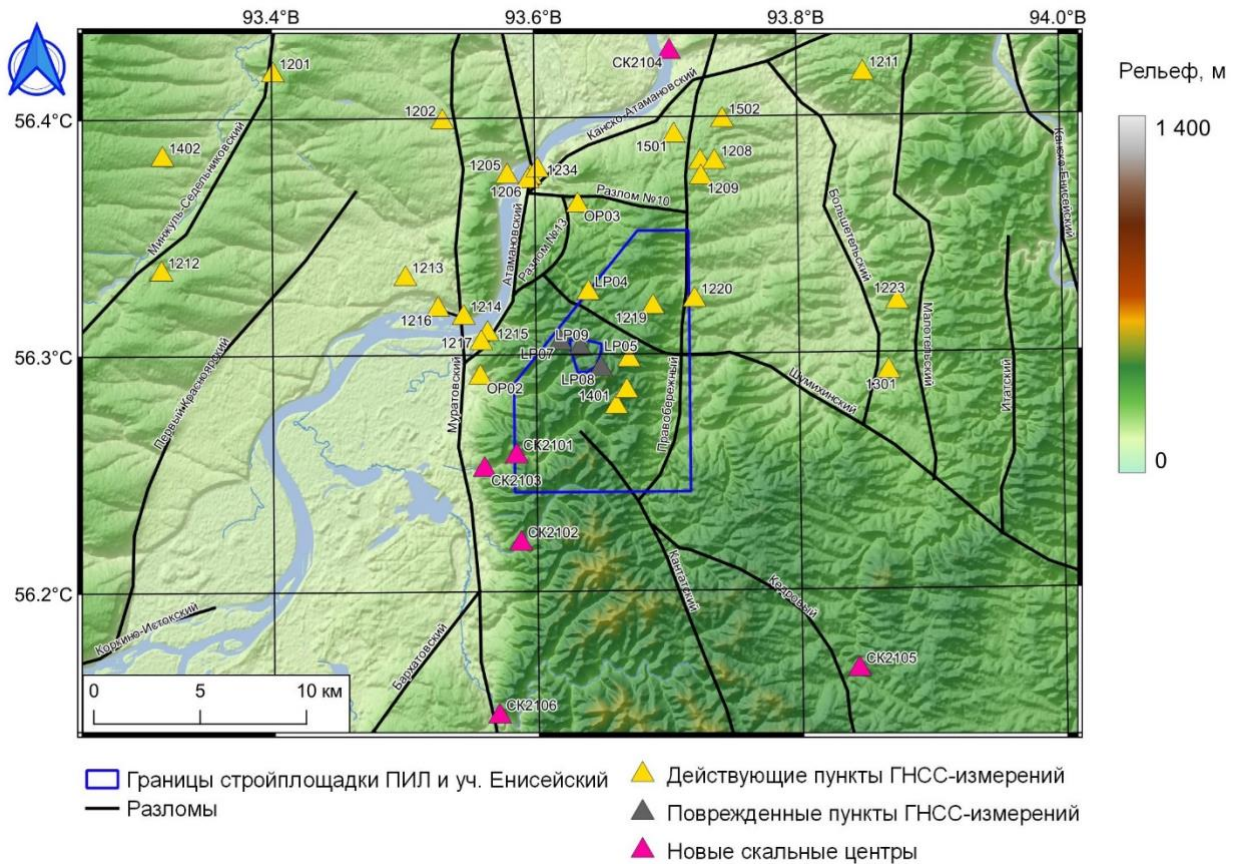 93.4°В 93.6°В 93.8°В 94.0°В
56.4°С
56.3°С
56.2°С
СК2104
1201
1211
1202
1502
1501
Канско-Атамановский
1402
Минжуль-Седельниковский
1205
1234
1208
1206
1209
Разлом №10
ОР03
Атамановский
Разлом №13
Большетельский
Канско-Енисейский
1212
1213
LP04
1220
1223
1216
1214
1219
Малотельский
1215
1217
LP09
LP07
LP05
Итатский
LP08
1401
1301
ОР02
Шумихинский
Первый Красноярский
Муратовский
Правобережный
СК2101
СК2103
СК2102
Кантатский
Кедровый
Коркино-Истокский
Бархатовский
СК2105
СК2106
0 5 10 км
Рельеф, м
1 400
0
Границы стройплощадки ПИЛ и уч. Енисейский
Разломы
Действующие пункты ГНСС-измерений
Поврежденные пункты ГНСС-измерений
Новые скальные центры